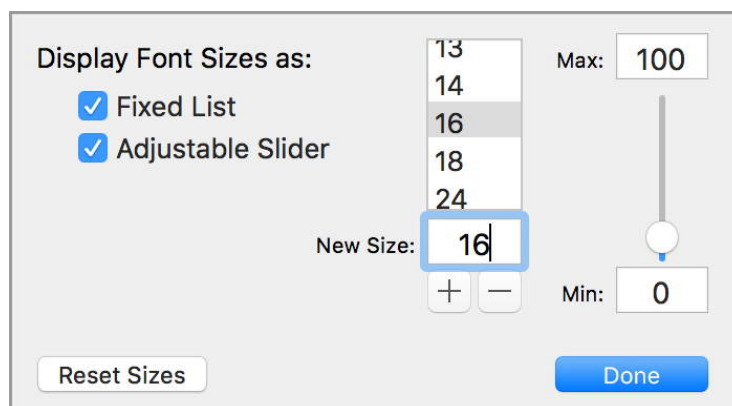 Display Font Sizes as:
Fixed List
Adjustable Slider
13
14
16
18
24
New Size: 16
+ −
Max: 100
Min: 0
Reset Sizes
Done